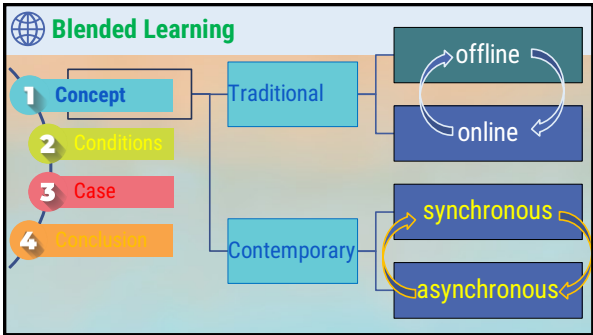 Blended Learning
1 Concept
2 Conditions
3 Case
4 Conclusion
Traditional
offline
online
Contemporary
synchronous
asynchronous